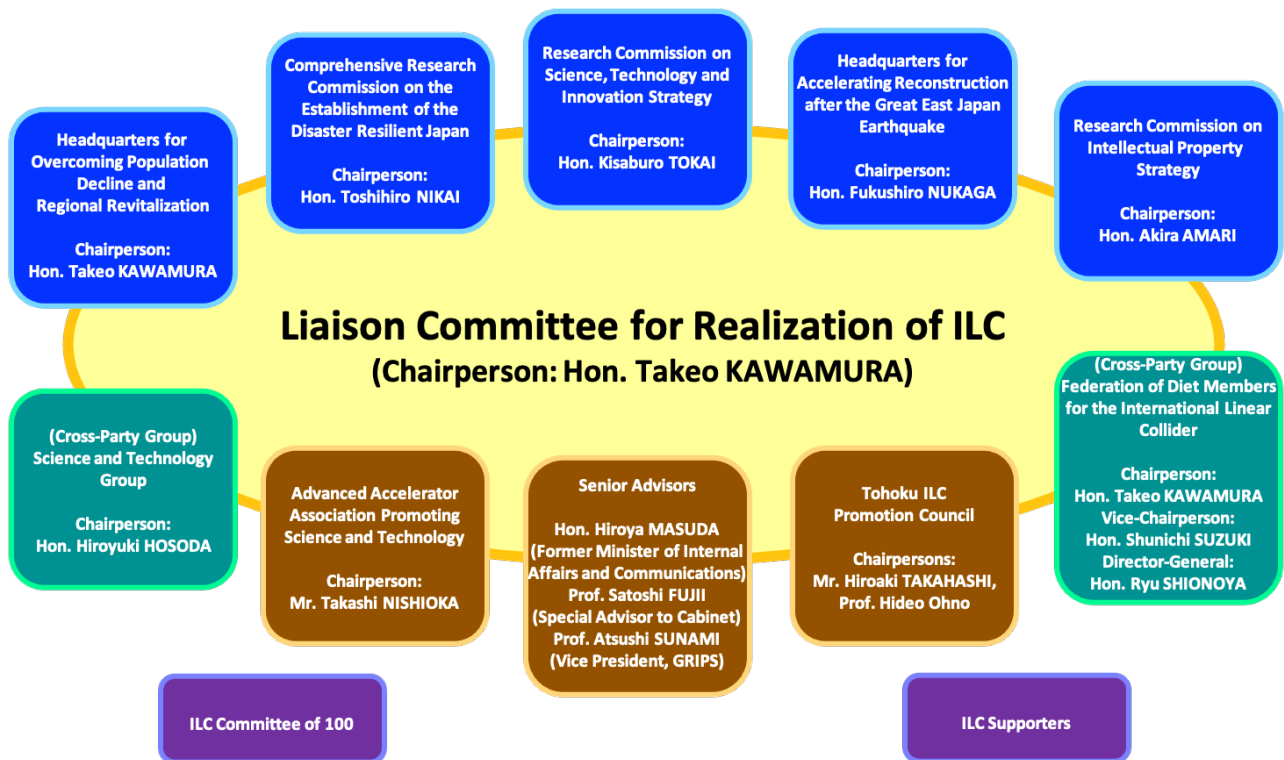 Headquarters for
Overcoming Population
Decline and
Regional Revitalization
Chairperson:
Hon. Takeo KAWAMURA
Comprehensive Research
Commission on the
Establishment of the
Disaster Resilient Japan
Chairperson:
Hon. Toshihiro NIKAI
Research Commission on
Science, Technology and
Innovation Strategy
Chairperson:
Hon. Kisaburo TOKAI
Headquarters for
Accelerating Reconstruction
after the Great East Japan
Earthquake
Chairperson:
Hon. Fukushiro NUKAGA
Research Commission on
Intellectual Property
Strategy
Chairperson:
Hon. Akira AMARI
Liaison Committee for Realization of ILC
(Chairperson: Hon. Takeo KAWAMURA)
(Cross-Party Group)
Science and Technology
Group
Chairperson:
Hon. Hiroyuki HOSODA
Advanced Accelerator
Association Promoting
Science and Technology
Chairperson:
Mr. Takashi NISHIOKA
Senior Advisors
Hon. Hiroya MASUDA
(Former Minister of Internal
Affairs and Communications)
Prof. Satoshi FUJII
(Special Advisor to Cabinet)
Prof. Atsushi SUNAMI
(Vice President, GRIPS)
Tohoku ILC
Promotion Council
Chairpersons:
Mr. Hiroaki TAKAHASHI,
Prof. Hideo Ohno
(Cross-Party Group)
Federation of Diet Members
for the International Linear
Collider
Chairperson:
Hon. Takeo KAWAMURA
Vice-Chairperson:
Hon. Shunichi SUZUKI
Director-General:
Hon. Ryu SHIONOYA
ILC Committee of 100
ILC Supporters